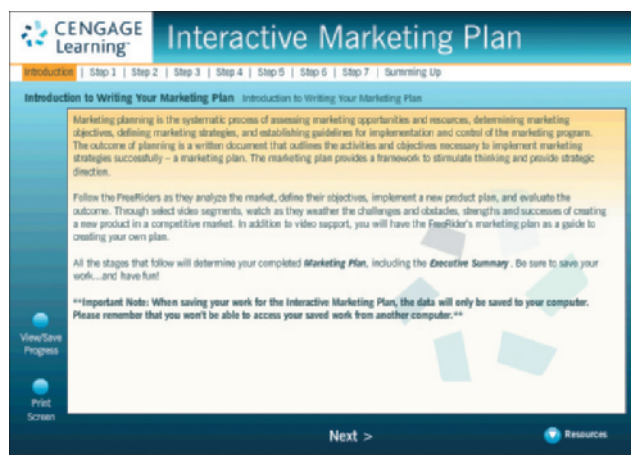 CENGAGE
Learning™
Interactive Marketing Plan
Introduction | Step 1 | Step 2 | Step 3 | Step 4 | Step 5 | Step 6 | Step 7 | Summing Up
Introduction to Writing Your Marketing Plan Introduction to Writing Your Marketing Plan
Marketing planning is the systematic process of assessing marketing opportunities and resources, determining marketing
objectives, defining marketing strategies, and establishing guidelines for implementation and control of the marketing program.
The outcome of planning is a written document that outlines the activities and objectives necessary to implement marketing
strategies successfully – a marketing plan. The marketing plan provides a framework to stimulate thinking and provide strategic
direction.
Follow the FreeRiders as they analyze the market, define their objectives, implement a new product plan, and evaluate the
outcome. Through select video segments, watch as they weather the challenges and obstacles, strengths and successes of creating
a new product in a competitive market. In addition to video support, you will have the FreeRider's marketing plan as a guide to
creating your own plan.
All the stages that follow will determine your completed Marketing Plan, including the Executive Summary. Be sure to save your
work...and have fun!
**Important Note: When saving your work for the Interactive Marketing Plan, the data will only be saved to your computer.
Please remember that you won't be able to access your saved work from another computer.**
View/Save
Progress
Print
Screen
Next >
Resources